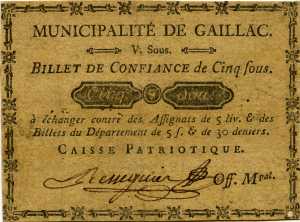 MUNICIPALITÉ DE GAILLAC.
V. Sous.
BILLET DE CONFIANCE de Cinq sous.
Cinq 5 Sous
à échanger contre des Assignats de 5 liv. & des
Billets du Département de 5 s. & de 30 deniers.
CAISSE PATRIOTIQUE.
Off. Mpal.